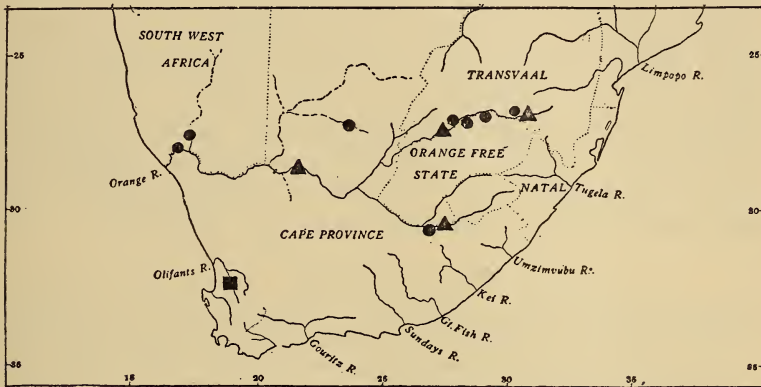 25
SOUTH WEST
AFRICA
TRANSVAAL
Limpopo R.
25
ORANGE FREE
STATE
Orange R.
NATAL
Tugela R.
30
30
CAPE PROVINCE
Olifants R.
Umzimvubu R.
Kei R.
Gt. Fish R.
Sundays R.
Gouritz R.
35
35
15
20
25
30
35